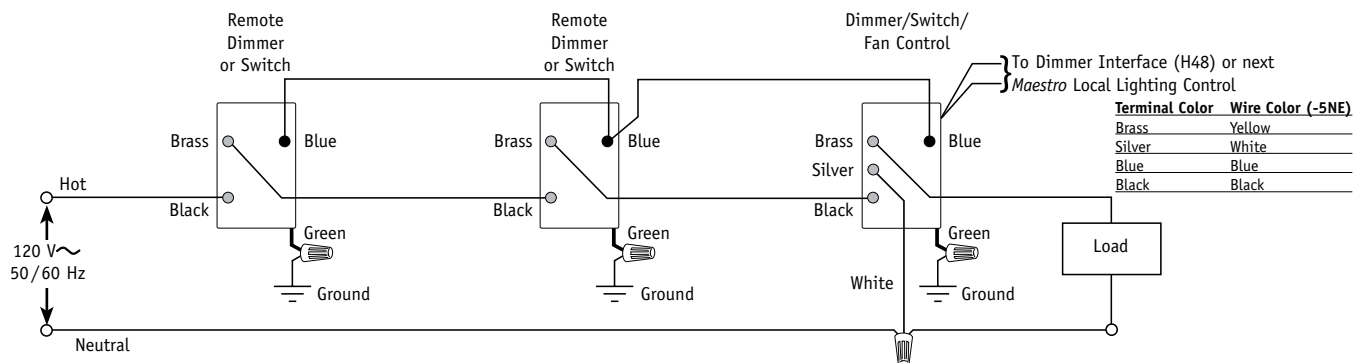 Remote
Dimmer
or Switch
Remote
Dimmer
or Switch
Dimmer/Switch/
Fan Control
To Dimmer Interface (H48) or next
Maestro Local Lighting Control
Terminal Color Wire Color (-5NE)
Brass Yellow
Silver White
Blue Blue
Black Black
Brass
Blue
Brass
Blue
Brass
Blue
Silver
Hot
Black
Black
Black
Green
Green
Green
Load
120 V
50/60 Hz
White
Ground
Ground
Ground
Neutral